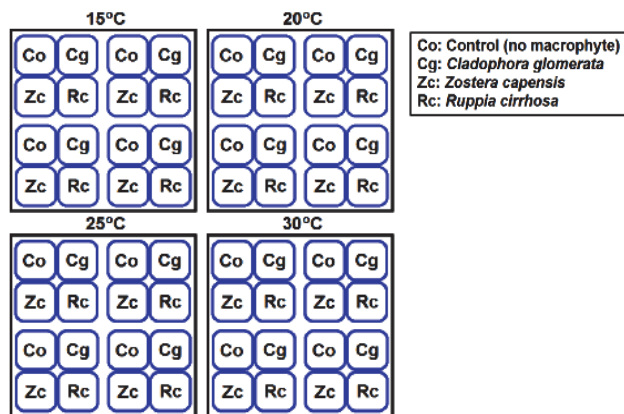 15°C 20°C
Co Cg Co Cg Co Cg Co Cg
Zc Rc Zc Rc Zc Rc Zc Rc
Co Cg Co Cg Co Cg Co Cg
Zc Rc Zc Rc Zc Rc Zc Rc
25°C 30°C
Co Cg Co Cg Co Cg Co Cg
Zc Rc Zc Rc Zc Rc Zc Rc
Co Cg Co Cg Co Cg Co Cg
Zc Rc Zc Rc Zc Rc Zc Rc
Co: Control (no macrophyte)
Cg: Cladophora glomerata
Zc: Zostera capensis
Rc: Ruppia cirrhosa